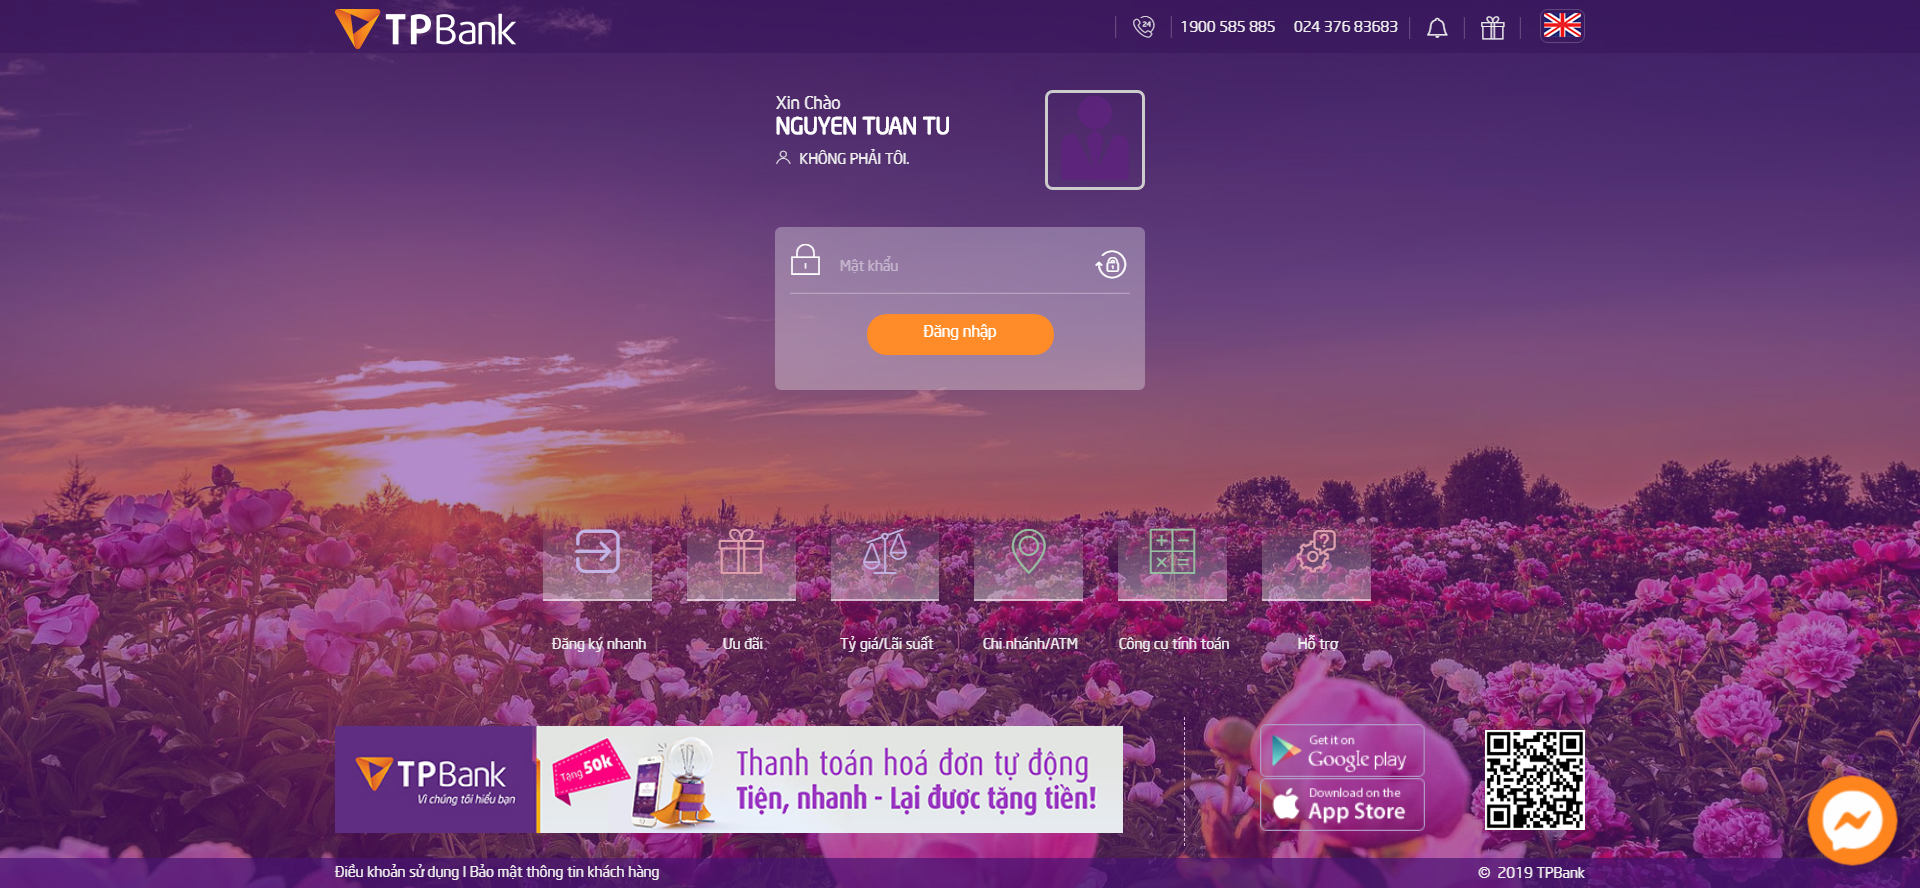 TPBank
24
1900 585 885
024 376 83683
Xin Chào
NGUYEN TUAN TU
KHÔNG PHẢI TÔI.
Mật khẩu
Đăng nhập
Đăng ký nhanh
Ưu đãi
Tỷ giá/Lãi suất
Chi nhánh/ATM
Công cụ tính toán
Hỗ trợ
TPBank
Vì chúng tôi hiểu bạn
Tặng 50k
Thanh toán hoá đơn tự động
Tiện, nhanh - Lại được tặng tiền!
Get it on
Google play
Download on the
App Store
Điều khoản sử dụng I Bảo mật thông tin khách hàng
© 2019 TPBank